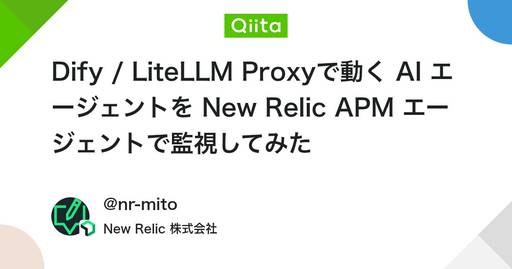 Qiita
Dify / LiteLLM Proxyで動く AI エ
ージェントを New Relic APM エー
ジェントで監視してみた
@nr-mito
New Relic 株式会社